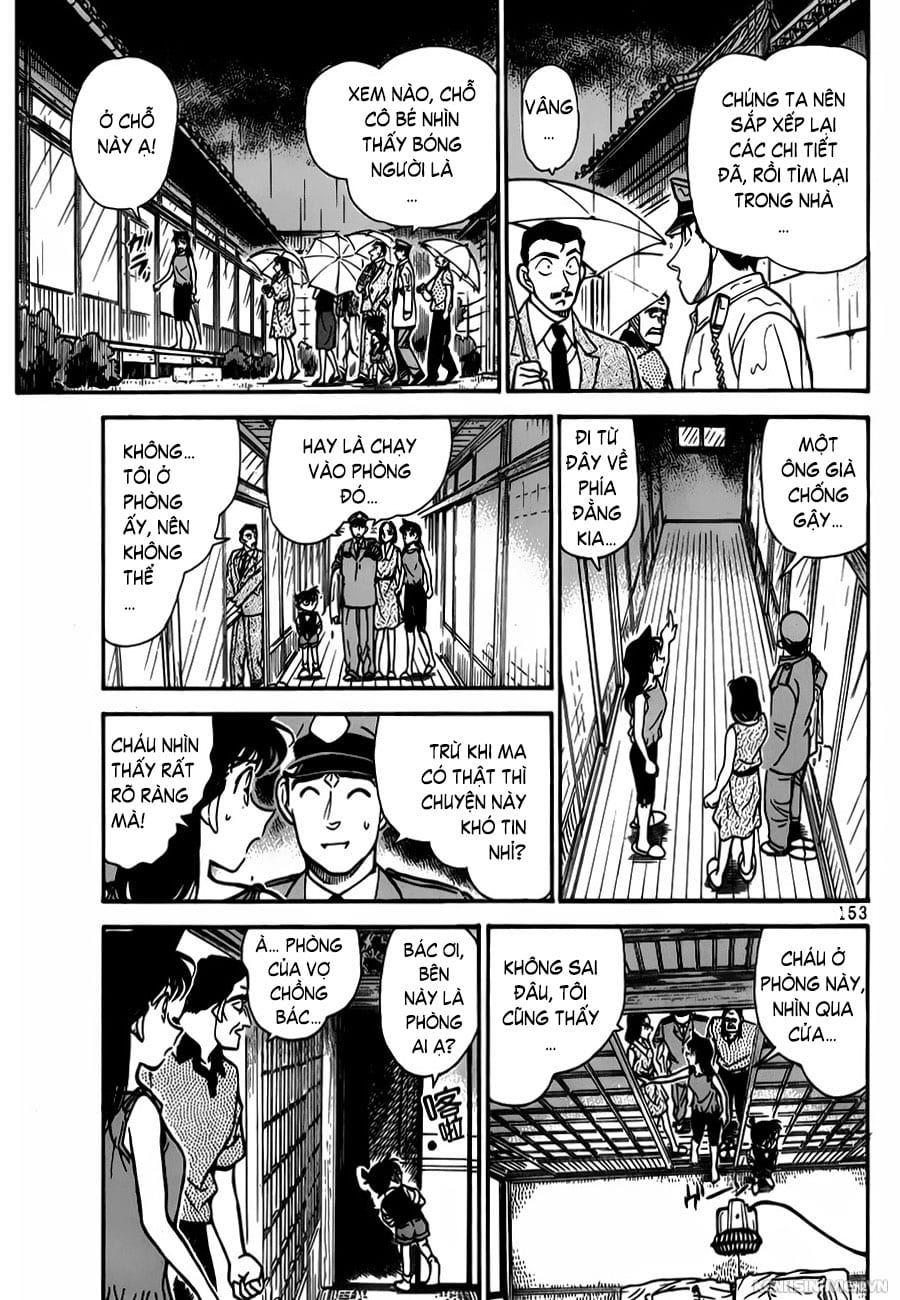 CHÚNG TA NÊN
SẮP XẾP LẠI
CÁC CHI TIẾT
ĐÃ, RỒI TÌM LẠI
TRONG NHÀ
...
VÂNG
...
XEM NÀO, CHỖ
CÔ BÉ NHÌN
THẤY BÓNG
NGƯỜI LÀ
...
Ở CHỖ
NÀY Ạ!
MỘT
ÔNG GIÀ
CHỐNG
GẬY...
ĐI TỪ
ĐÂY VỀ
PHÍA
ĐẰNG
KIA...
HAY LÀ CHẠY
VÀO PHÒNG
ĐÓ...
KHÔNG...
TÔI Ở
PHÒNG
ẤY, NÊN
KHÔNG
THỂ
...
TRỪ KHI MA
CÓ THẬT THÌ
CHUYỆN NÀY
KHÓ TIN
NHỈ?
CHÁU NHÌN
THẤY RẤT
RÕ RÀNG
MÀ!
153
CHÁU Ở
PHÒNG NÀY,
NHÌN QUA
CỬA...
KHÔNG SAI
ĐÂU, TÔI
CŨNG THẤY
...
BÁC ƠI,
BÊN
NÀY LÀ
PHÒNG
AI Ạ?
喀
啦
À... PHÒNG
CỦA VỢ
CHỒNG
BÁC...